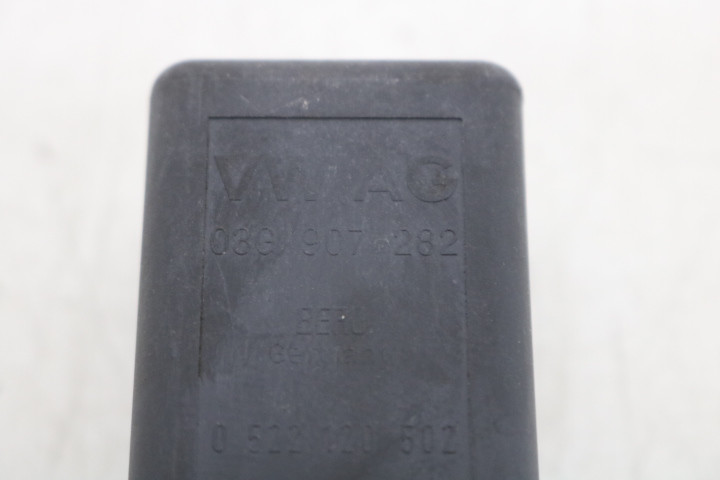 VW AG
03G 907 282
BERU
Germany
0 522 120 502